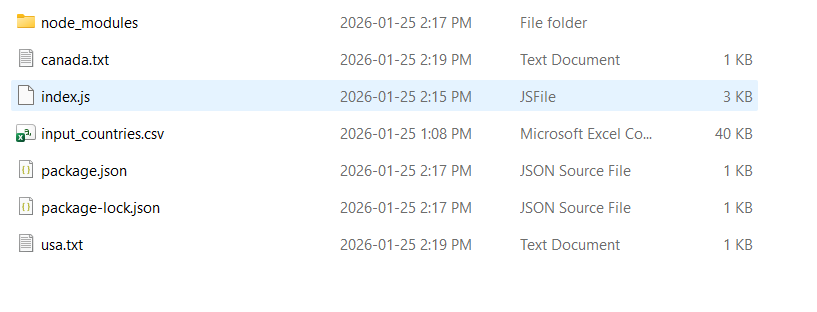 node_modules 2026-01-25 2:17 PM File folder
canada.txt 2026-01-25 2:19 PM Text Document 1 KB
index.js 2026-01-25 2:15 PM JSFile 3 KB
input_countries.csv 2026-01-25 1:08 PM Microsoft Excel Co... 40 KB
package.json 2026-01-25 2:17 PM JSON Source File 1 KB
package-lock.json 2026-01-25 2:17 PM JSON Source File 1 KB
usa.txt 2026-01-25 2:19 PM Text Document 1 KB